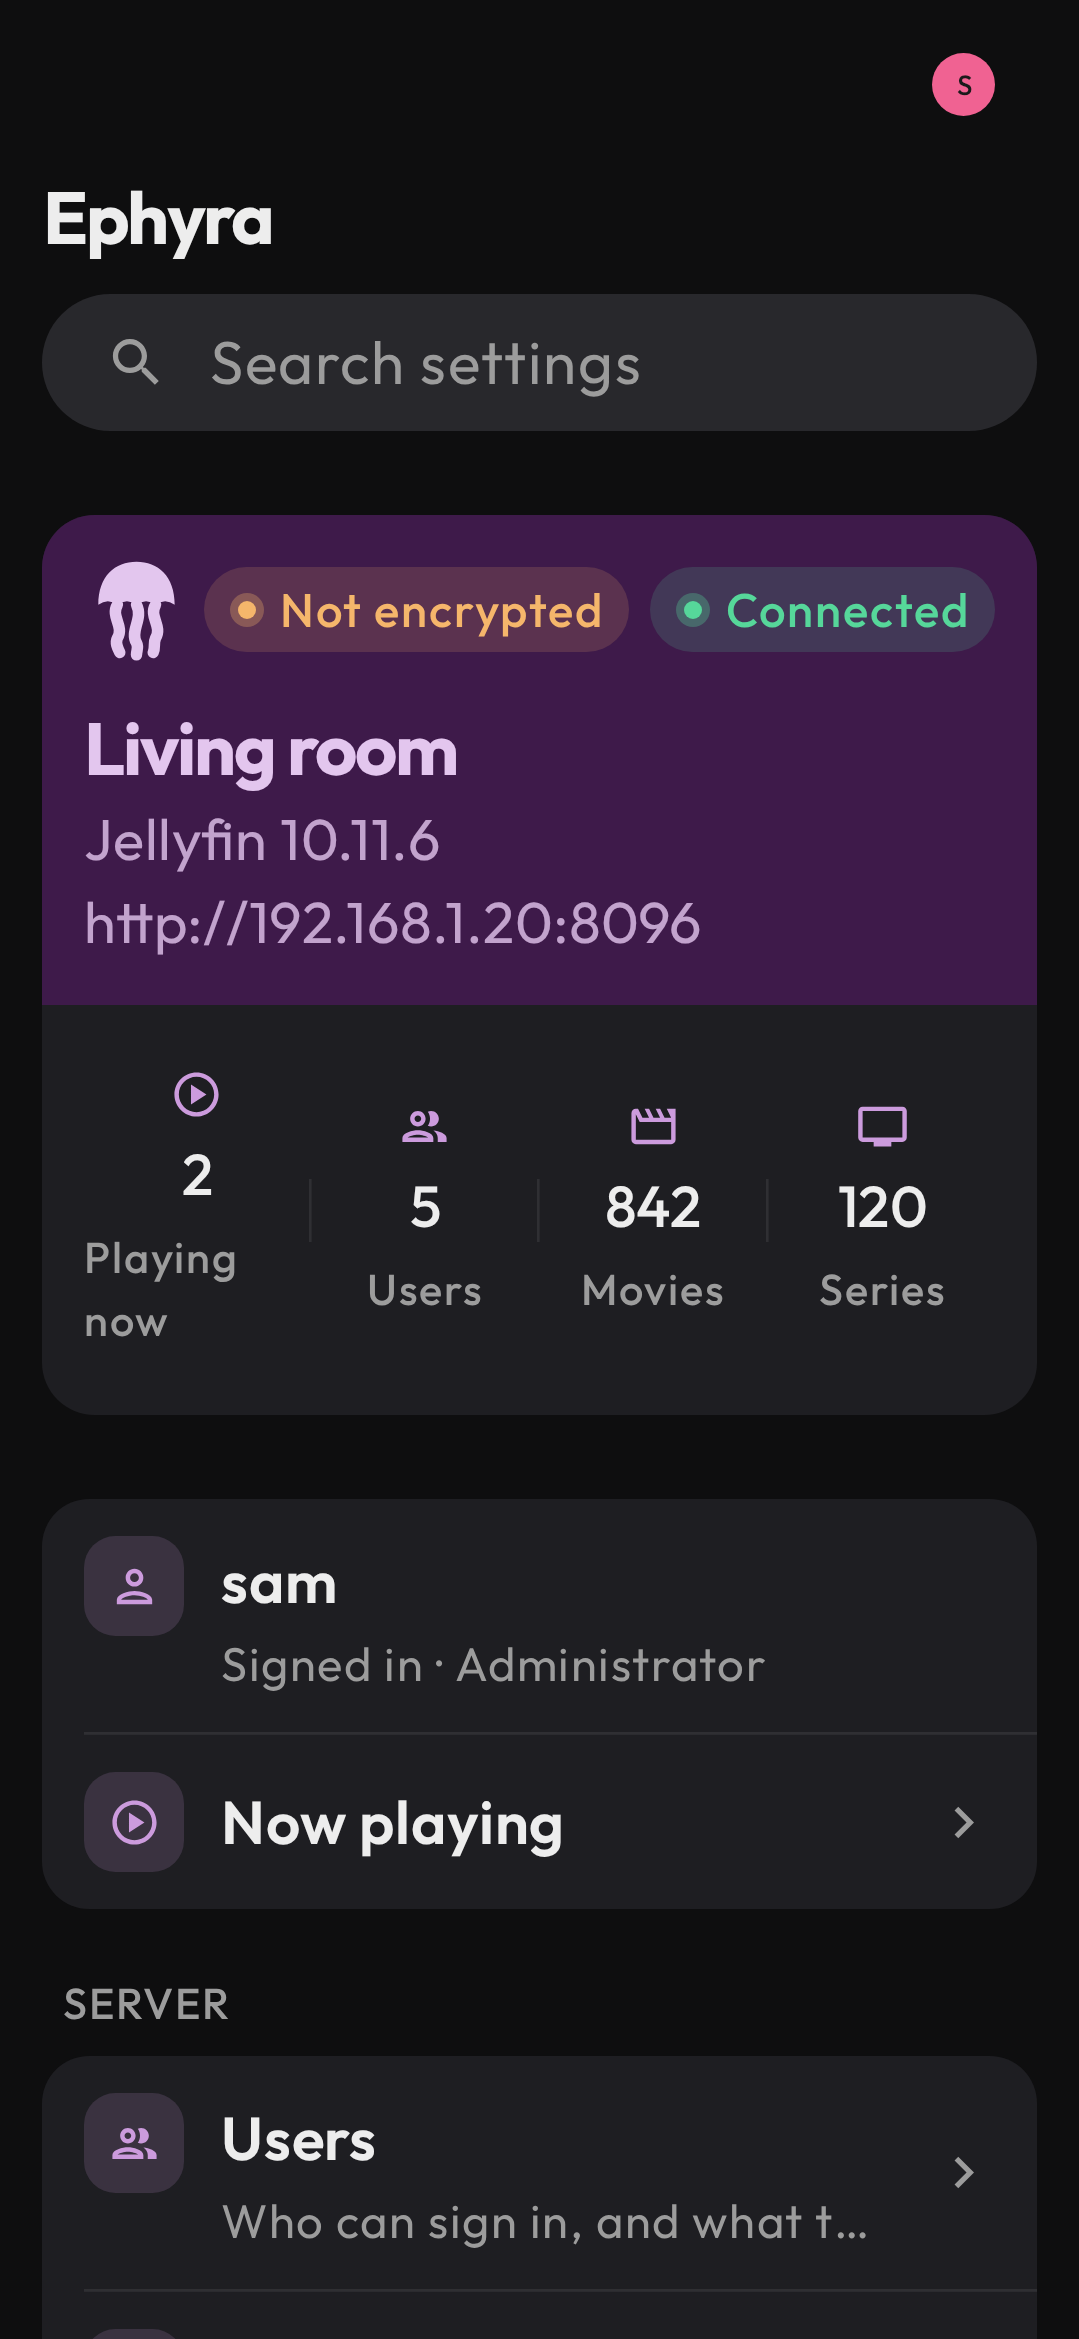 S
Ephyra
Search settings
Not encrypted
Connected
Living room
Jellyfin 10.11.6
http://192.168.1.20:8096
2
Playing
now
5
Users
842
Movies
120
Series
sam
Signed in · Administrator
Now playing
SERVER
Users
Who can sign in, and what t…